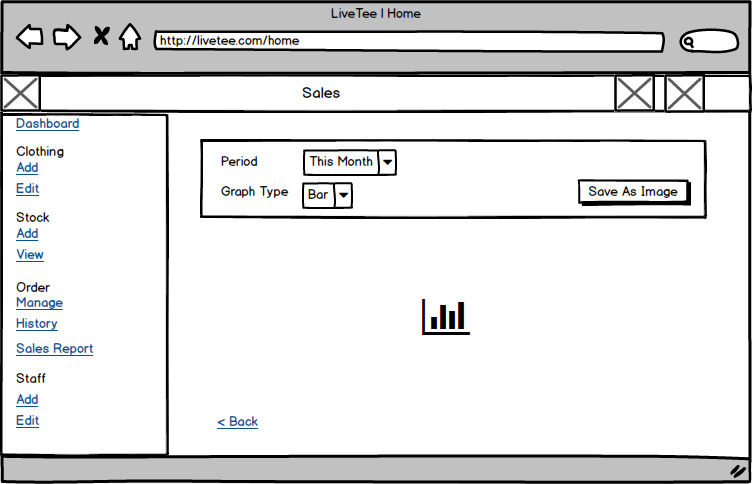 LiveTee | Home
http://livetee.com/home
Sales
Dashboard
Clothing
Add
Edit
Stock
Add
View
Order
Manage
History
Sales Report
Staff
Add
Edit
Period
This Month
Graph Type
Bar
Save As Image
< Back